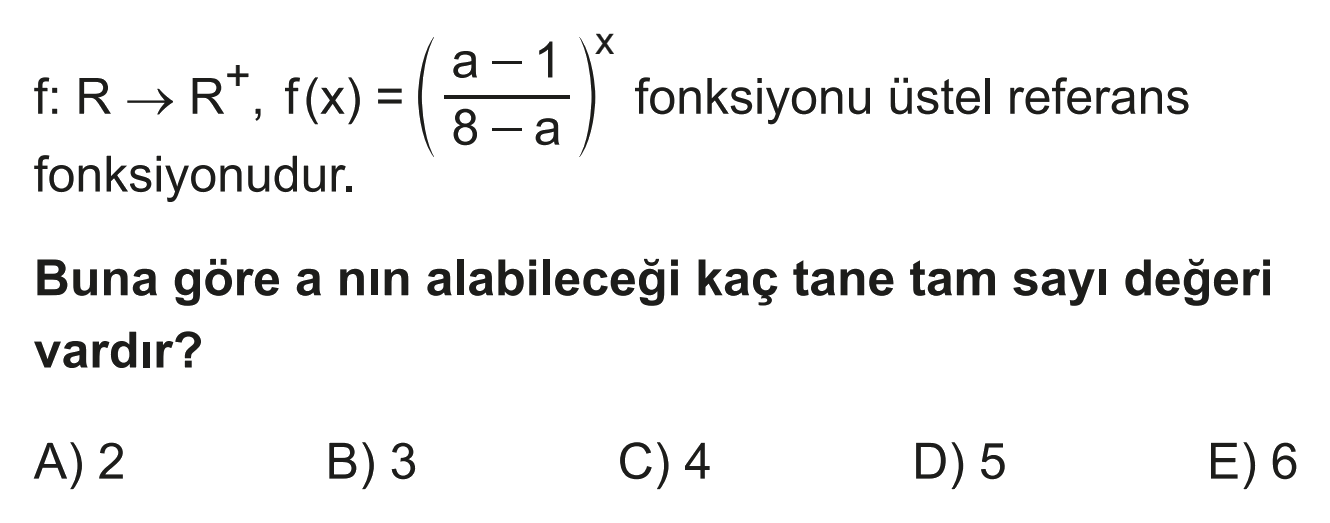 f: R → R⁺, f(x) = ((a – 1)/(8 – a))ˣ fonksiyonu üstel referans
fonksiyonudur.
Buna göre a nın alabileceği kaç tane tam sayı değeri
vardır?
A) 2 B) 3 C) 4 D) 5 E) 6